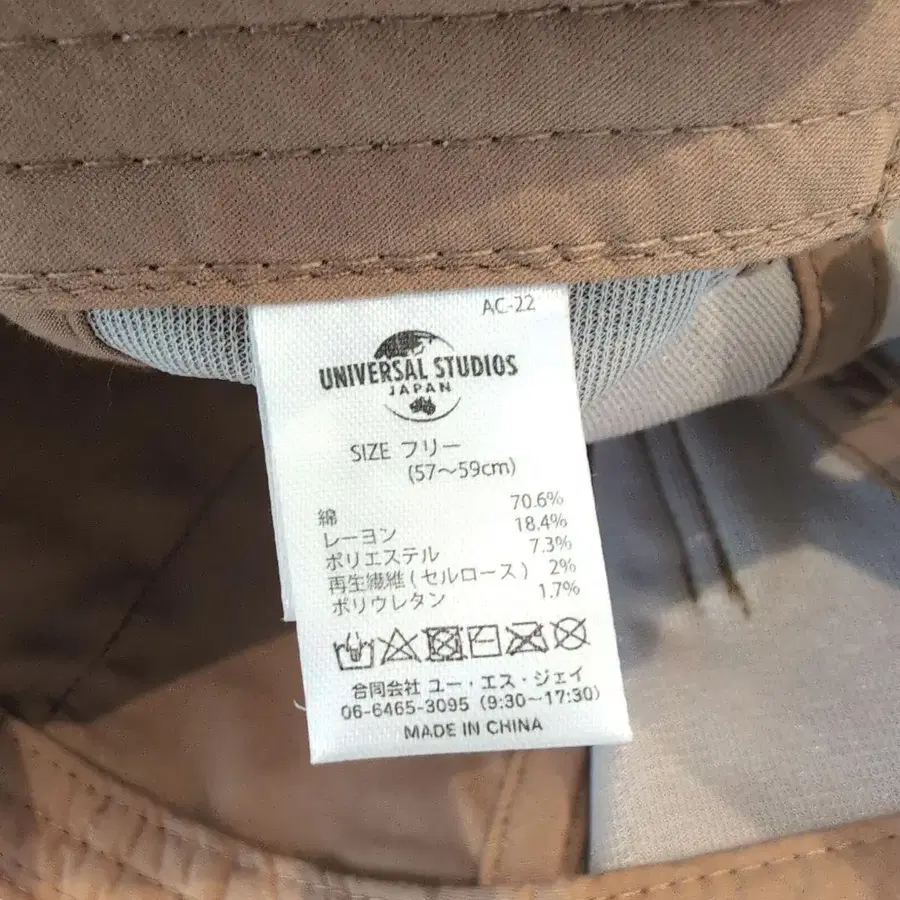 AC-22
UNIVERSAL STUDIOS
JAPAN
SIZE フリー
(57～59cm)
綿 70.6%
レーヨン 18.4%
ポリエステル 7.3%
再生繊維(セルロース) 2%
ポリウレタン 1.7%
合同会社 ユー・エス・ジェイ
06-6465-3095 (9:30～17:30)
MADE IN CHINA